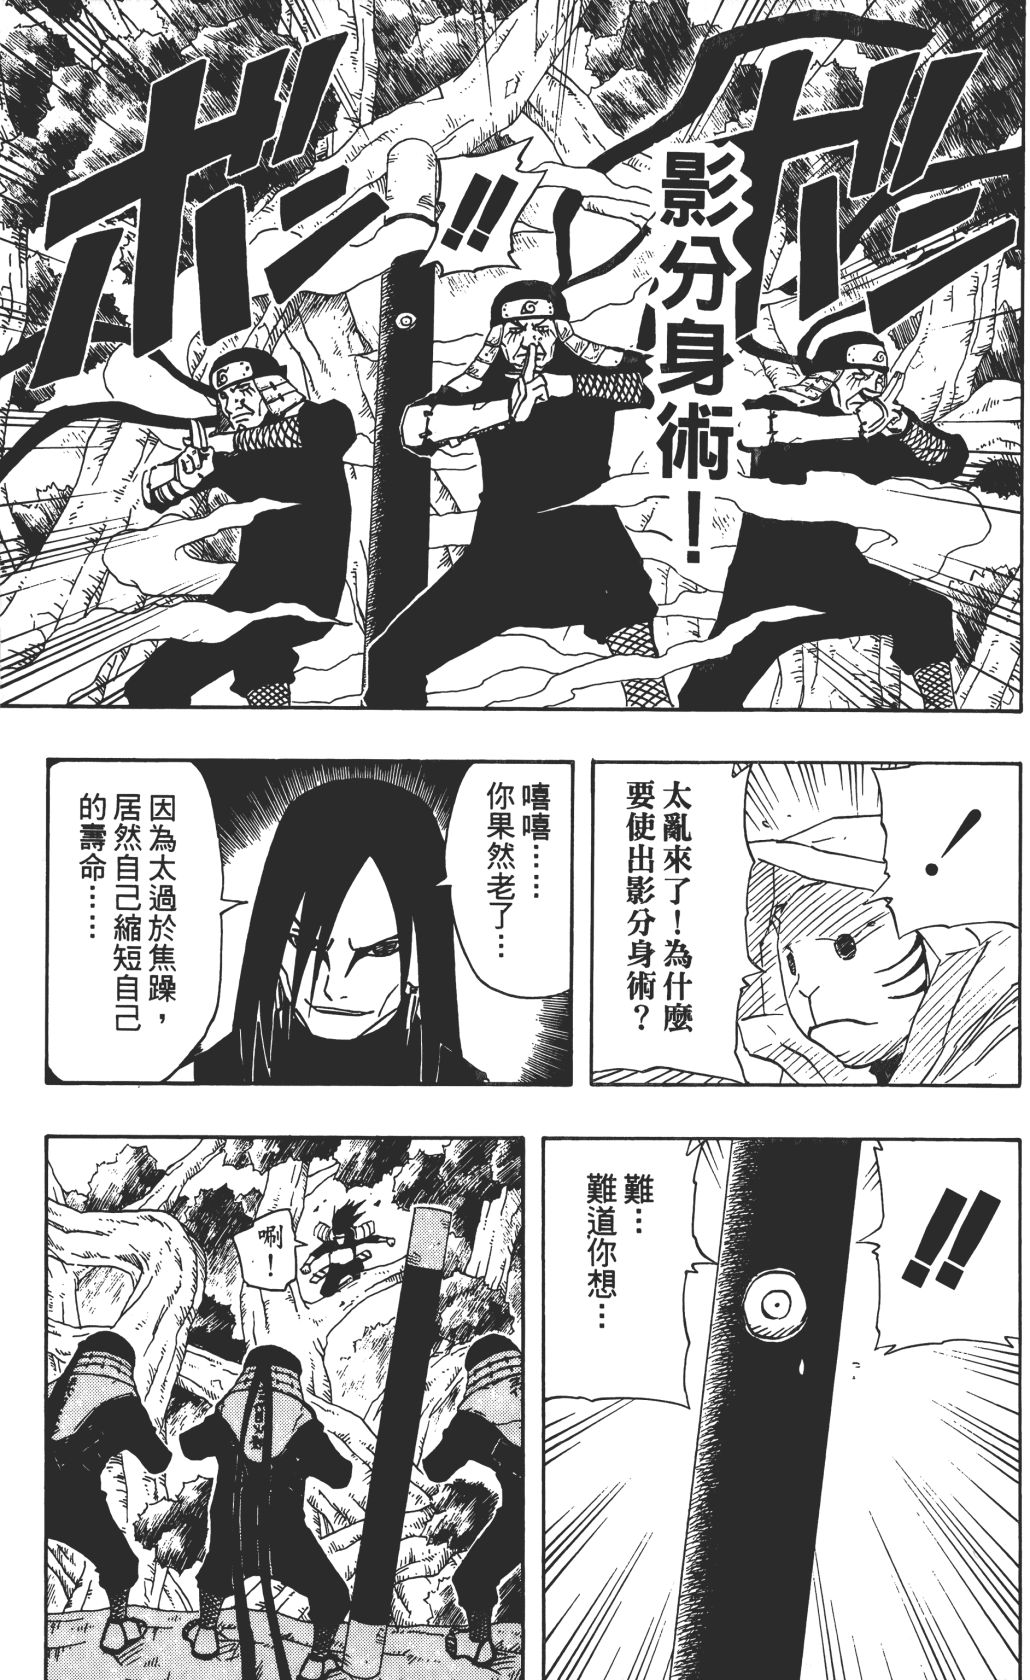 影分身術！
!!
ボボン
!
太亂來了！為什麼
要使出影分身術？
嘻嘻……
你果然老了…
因為太過於焦躁，
居然自己縮短自己
的壽命……
!!
難…
難道你想…
唰！